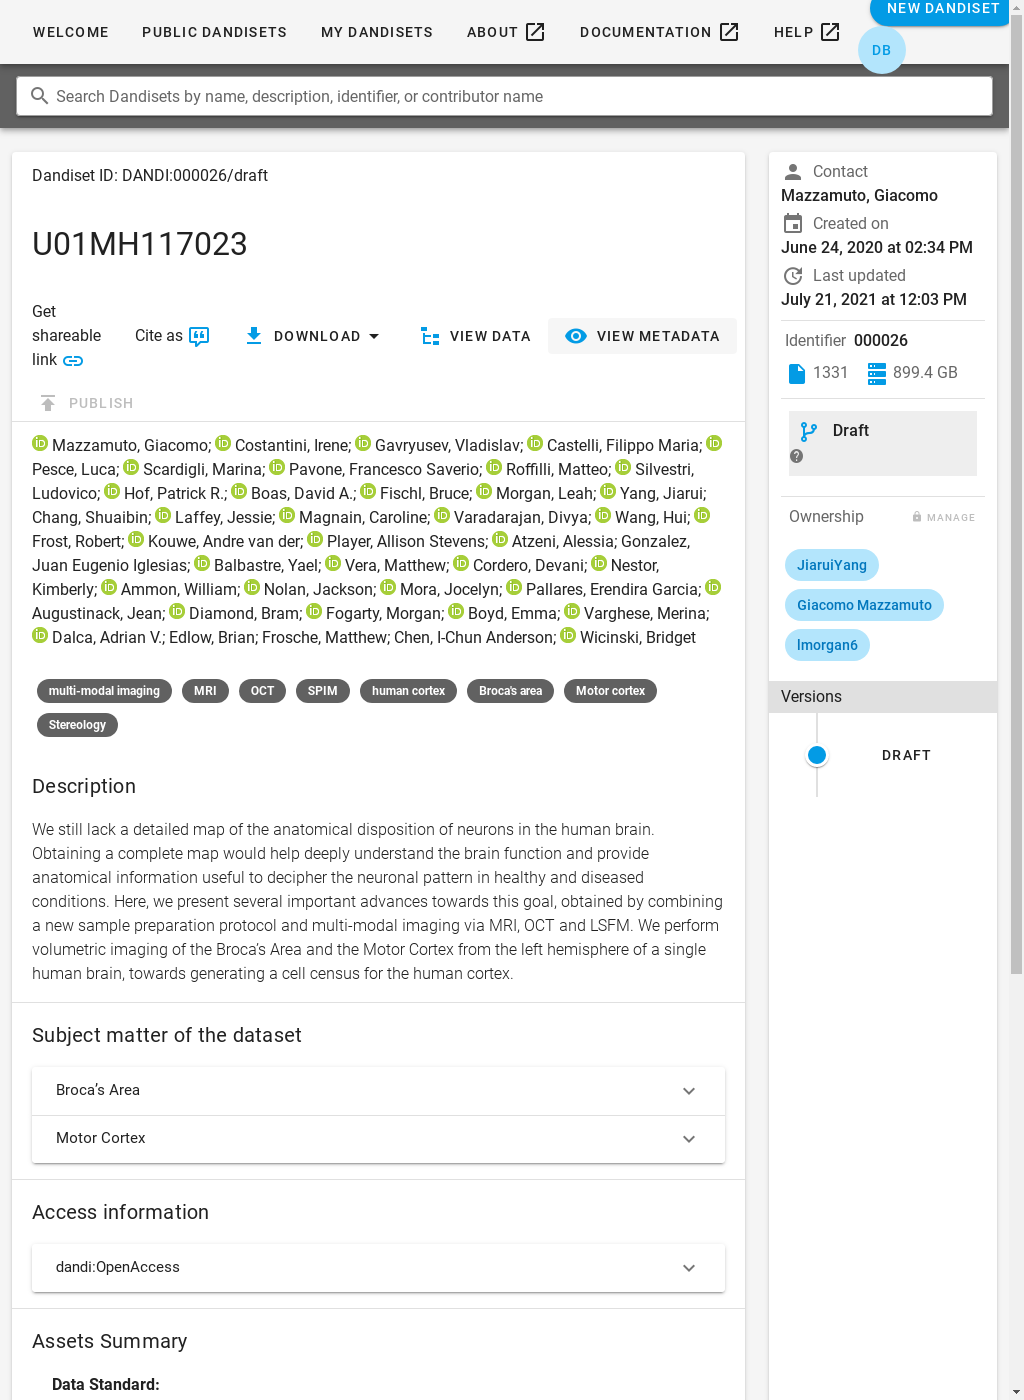 NEW DANDISET
WELCOME PUBLIC DANDISETS MY DANDISETS ABOUT DOCUMENTATION HELP
DB
Search Dandisets by name, description, identifier, or contributor name
Dandiset ID: DANDI:000026/draft
U01MH117023
Get shareable link
Cite as
DOWNLOAD
VIEW DATA
VIEW METADATA
PUBLISH
Mazzamuto, Giacomo; Costantini, Irene; Gavryusev, Vladislav; Castelli, Filippo Maria;
Pesce, Luca; Scardigli, Marina; Pavone, Francesco Saverio; Roffilli, Matteo; Silvestri,
Ludovico; Hof, Patrick R.; Boas, David A.; Fischl, Bruce; Morgan, Leah; Yang, Jiarui;
Chang, Shuaibin; Laffey, Jessie; Magnain, Caroline; Varadarajan, Divya; Wang, Hui;
Frost, Robert; Kouwe, Andre van der; Player, Allison Stevens; Atzeni, Alessia; Gonzalez,
Juan Eugenio Iglesias; Balbastre, Yael; Vera, Matthew; Cordero, Devani; Nestor,
Kimberly; Ammon, William; Nolan, Jackson; Mora, Jocelyn; Pallares, Erendira Garcia;
Augustinack, Jean; Diamond, Bram; Fogarty, Morgan; Boyd, Emma; Varghese, Merina;
Dalca, Adrian V.; Edlow, Brian; Frosche, Matthew; Chen, I-Chun Anderson; Wicinski, Bridget
multi-modal imaging MRI OCT SPIM human cortex Broca's area Motor cortex
Stereology
Description
We still lack a detailed map of the anatomical disposition of neurons in the human brain.
Obtaining a complete map would help deeply understand the brain function and provide
anatomical information useful to decipher the neuronal pattern in healthy and diseased
conditions. Here, we present several important advances towards this goal, obtained by combining
a new sample preparation protocol and multi-modal imaging via MRI, OCT and LSFM. We perform
volumetric imaging of the Broca’s Area and the Motor Cortex from the left hemisphere of a single
human brain, towards generating a cell census for the human cortex.
Subject matter of the dataset
Broca’s Area
Motor Cortex
Access information
dandi:OpenAccess
Assets Summary
Data Standard:
Contact
Mazzamuto, Giacomo
Created on
June 24, 2020 at 02:34 PM
Last updated
July 21, 2021 at 12:03 PM
Identifier 000026
1331 899.4 GB
Draft
Ownership MANAGE
JiaruiYang
Giacomo Mazzamuto
lmorgan6
Versions
DRAFT